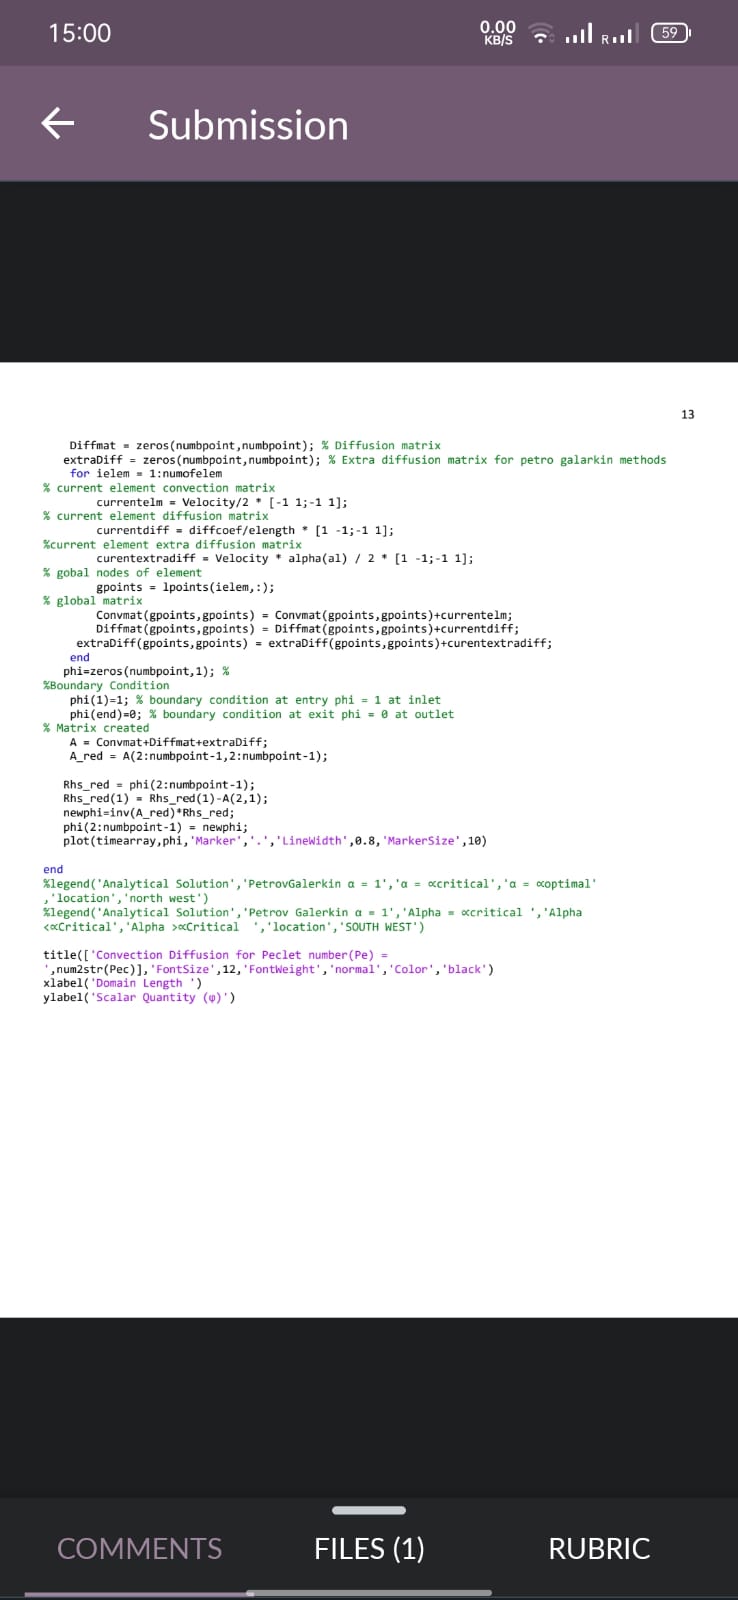 15:00
0.00
KB/S
R
59
Submission
13
Diffmat = zeros(numbpoint,numbpoint); % Diffusion matrix
extraDiff = zeros(numbpoint,numbpoint); % Extra diffusion matrix for petro galarkin methods
for ielem = 1:numofelem
% current element convection matrix
currentelm = Velocity/2 * [-1 1;-1 1];
% current element diffusion matrix
currentdiff = diffcoef/elength * [1 -1;-1 1];
%current element extra diffusion matrix
curentextradiff = Velocity * alpha(al) / 2 * [1 -1;-1 1];
% gobal nodes of element
gpoints = lpoints(ielem,:);
% global matrix
Convmat(gpoints,gpoints) = Convmat(gpoints,gpoints)+currentelm;
Diffmat(gpoints,gpoints) = Diffmat(gpoints,gpoints)+currentdiff;
extraDiff(gpoints,gpoints) = extraDiff(gpoints,gpoints)+curentextradiff;
end
phi=zeros(numbpoint,1); %
%Boundary Condition
phi(1)=1; % boundary condition at entry phi = 1 at inlet
phi(end)=0; % boundary condition at exit phi = 0 at outlet
% Matrix created
A = Convmat+Diffmat+extraDiff;
A_red = A(2:numbpoint-1,2:numbpoint-1);
Rhs_red = phi(2:numbpoint-1);
Rhs_red(1) = Rhs_red(1)-A(2,1);
newphi=inv(A_red)*Rhs_red;
phi(2:numbpoint-1) = newphi;
plot(timearray,phi,'Marker','.','LineWidth',0.8,'MarkerSize',10)
end
%legend('Analytical Solution','PetrovGalerkin α = 1','α = ∝critical','α = ∝optimal'
,'location','north west')
%legend('Analytical Solution','Petrov Galerkin α = 1','Alpha = ∝critical ','Alpha
<∝Critical','Alpha >∝Critical  ','location','SOUTH WEST')
title(['Convection Diffusion for Peclet number(Pe) =
',num2str(Pec)],'FontSize',12,'FontWeight','normal','Color','black')
xlabel('Domain Length ')
ylabel('Scalar Quantity (φ)')
COMMENTS
FILES (1)
RUBRIC